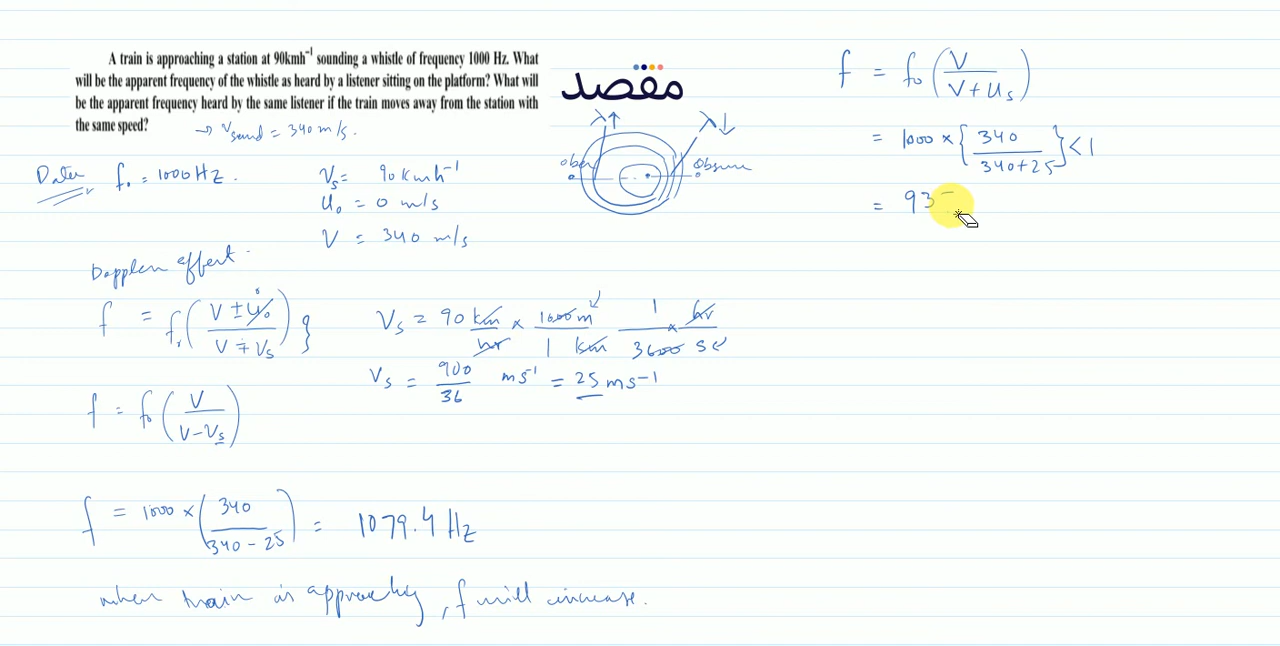 A train is approaching a station at 90kmh⁻¹ sounding a whistle of frequency 1000 Hz. What
will be the apparent frequency of the whistle as heard by a listener sitting on the platform? What will
be the apparent frequency heard by the same listener if the train moves away from the station with
the same speed?
→ Vsound = 340 m/s.
مقصد
λ↑ λ↓
obser
Data f₀ = 1000 Hz.
Vs = 90 kmh⁻¹
u₀ = 0 m/s
V = 340 m/s
Doppler effect
f = f₀ ( V ± u₀ / V ∓ Vs ) }
f = f₀ ( V / V - Vs )
Vs = 90 km / hr × 1000 m / 1 km × 1 hr / 3600 sec
Vs = 900 / 36 ms⁻¹ = 25 ms⁻¹
f = 1000 × ( 340 / 340 - 25 ) = 1079.4 Hz
when train is approching, f will increase.
f = f₀ ( V / V + us )
= 1000 × { 340 / 340+25 } < 1
= 93